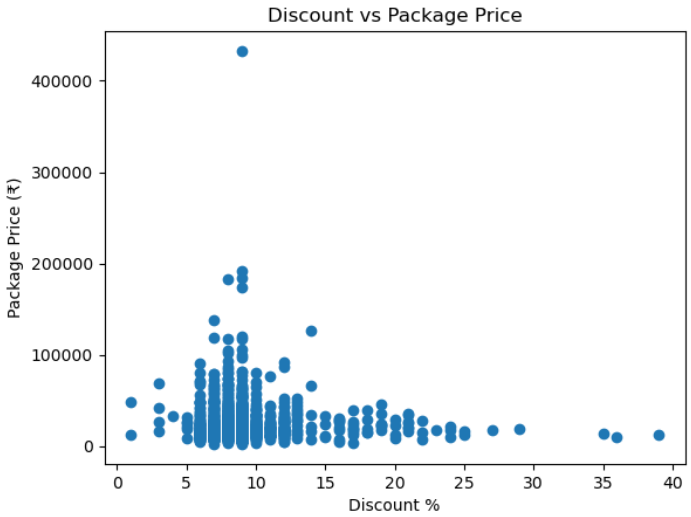 Discount vs Package Price
Package Price (₹)
400000
300000
200000
100000
0
0 5 10 15 20 25 30 35 40
Discount %